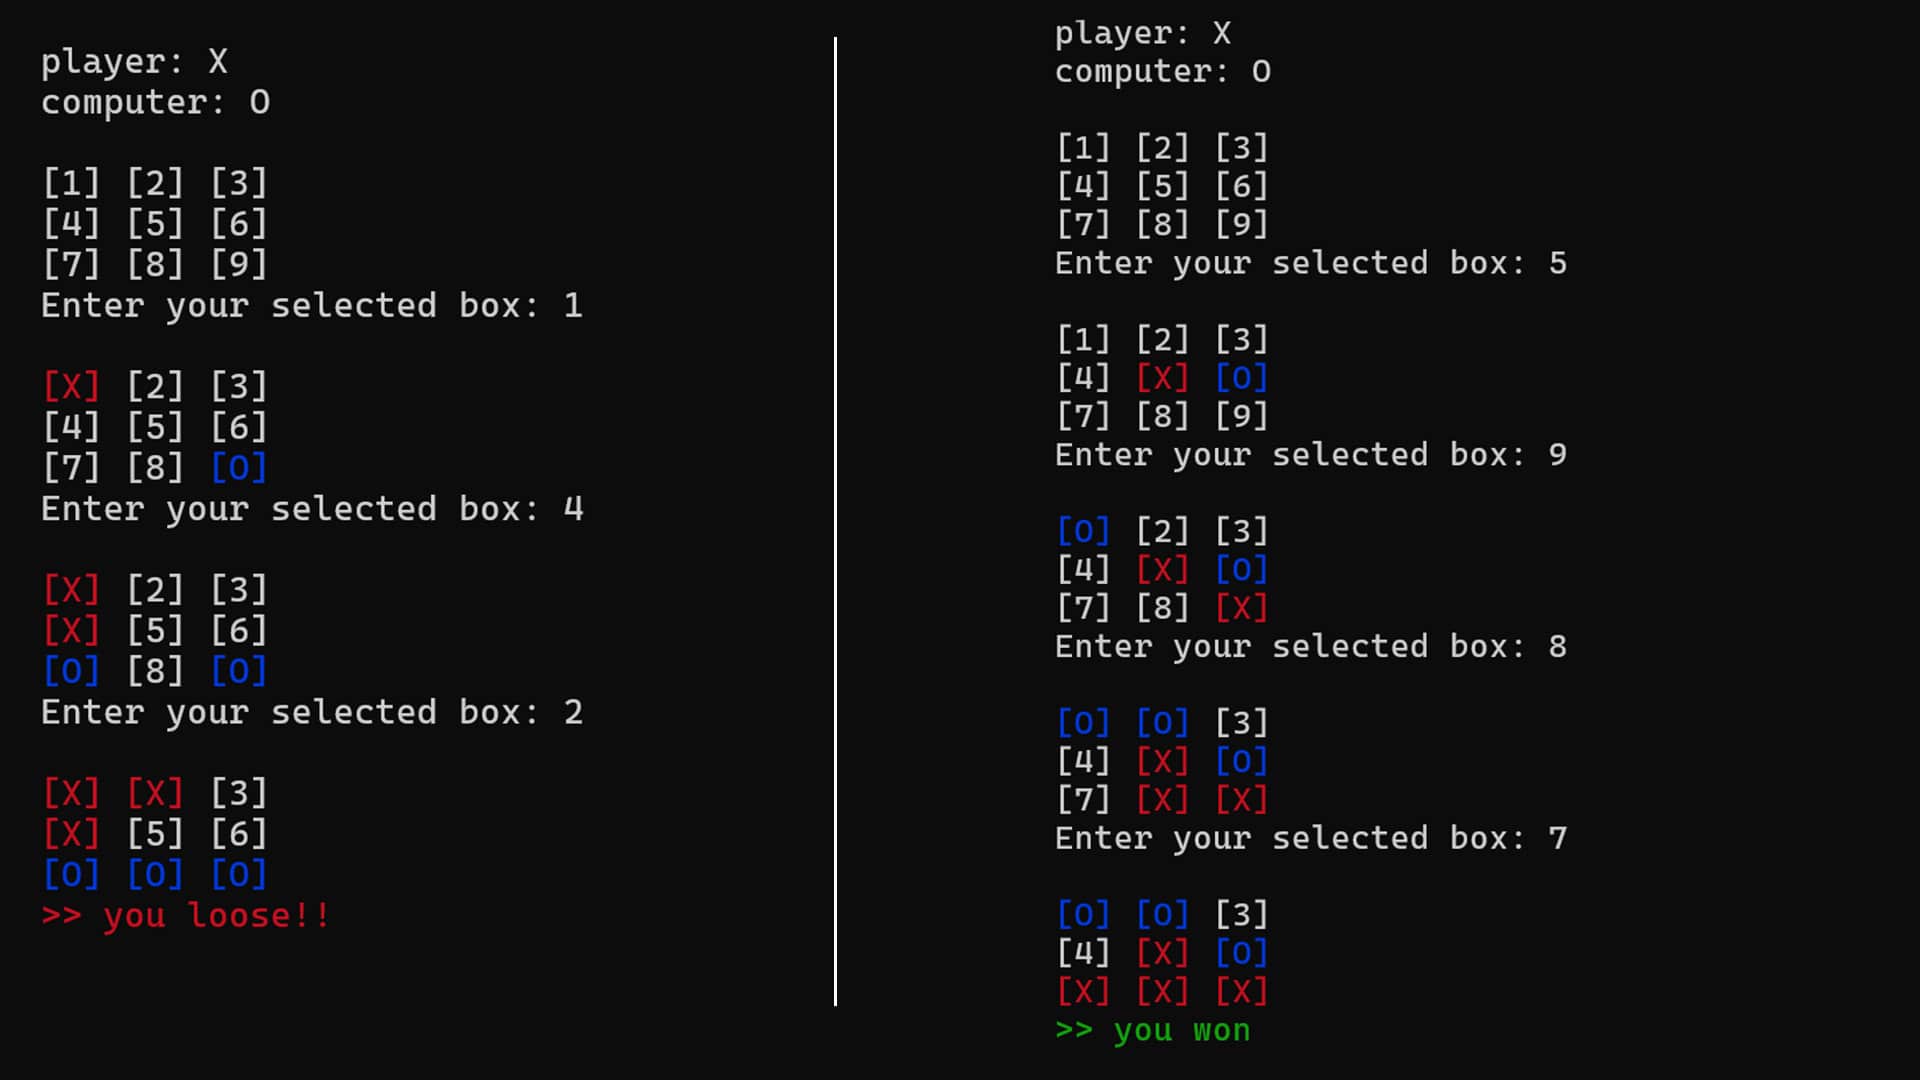 player: X
computer: O
[1] [2] [3]
[4] [5] [6]
[7] [8] [9]
Enter your selected box: 1
[X] [2] [3]
[4] [5] [6]
[7] [8] [O]
Enter your selected box: 4
[X] [2] [3]
[X] [5] [6]
[O] [8] [O]
Enter your selected box: 2
[X] [X] [3]
[X] [5] [6]
[O] [O] [O]
>> you loose!!
player: X
computer: O
[1] [2] [3]
[4] [5] [6]
[7] [8] [9]
Enter your selected box: 5
[1] [2] [3]
[4] [X] [O]
[7] [8] [9]
Enter your selected box: 9
[O] [2] [3]
[4] [X] [O]
[7] [8] [X]
Enter your selected box: 8
[O] [O] [3]
[4] [X] [O]
[7] [X] [X]
Enter your selected box: 7
[O] [O] [3]
[4] [X] [O]
[X] [X] [X]
>> you won